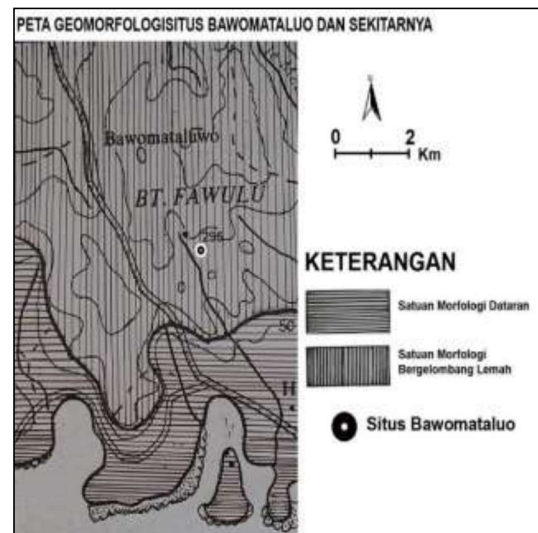 PETA GEOMORFOLOGISITUS BAWOMATALUO DAN SEKITARNYA
Bawomataluwo
BT. FAWULU
296
50
H
N
0 2
Km
KETERANGAN
Satuan Morfologi Dataran
Satuan Morfologi
Bergelombang Lemah
Situs Bawomataluo